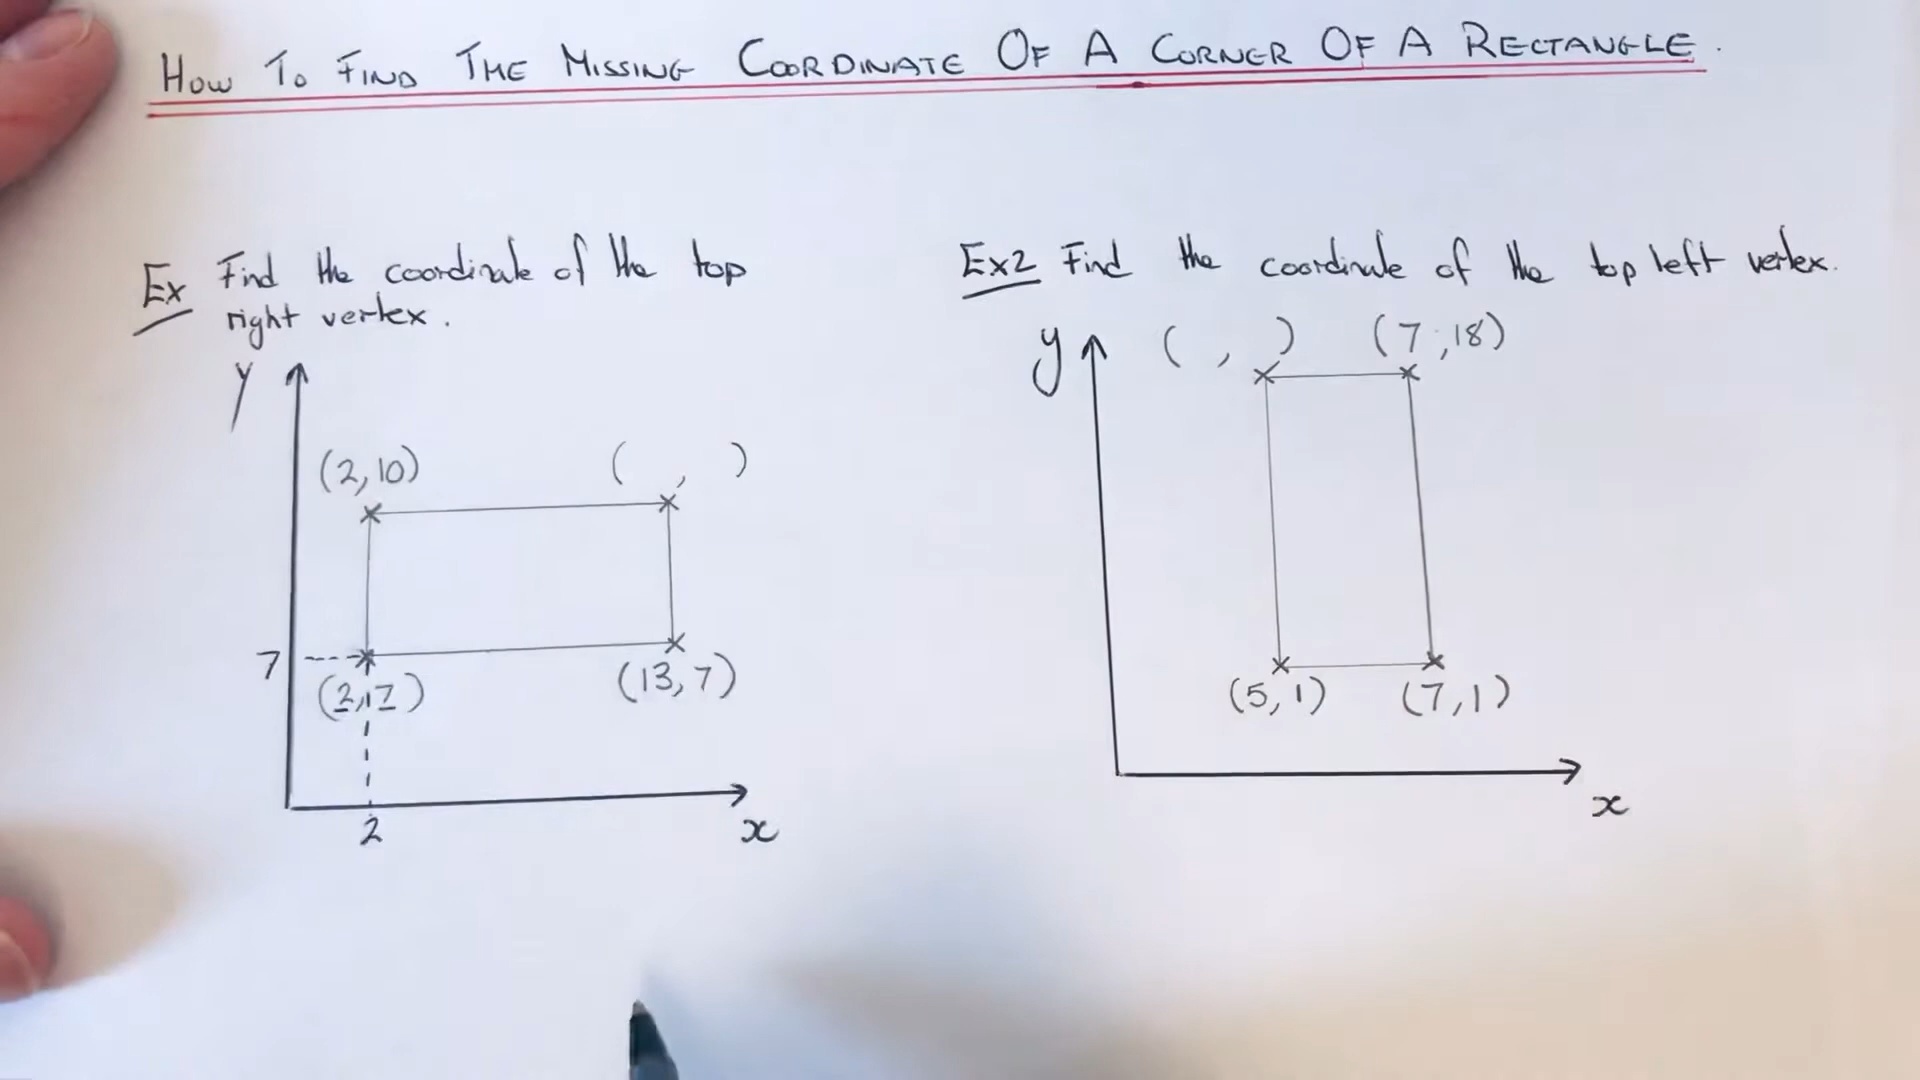 HOW TO FIND THE MISSING COORDINATE OF A CORNER OF A RECTANGLE.
Ex Find the coordinate of the top
right vertex.
y
(2,10)
( , )
7
(2,7)
(13,7)
2
x
Ex2 Find the coordinate of the top left vertex.
y
( , )
(7,18)
(5,1)
(7,1)
x